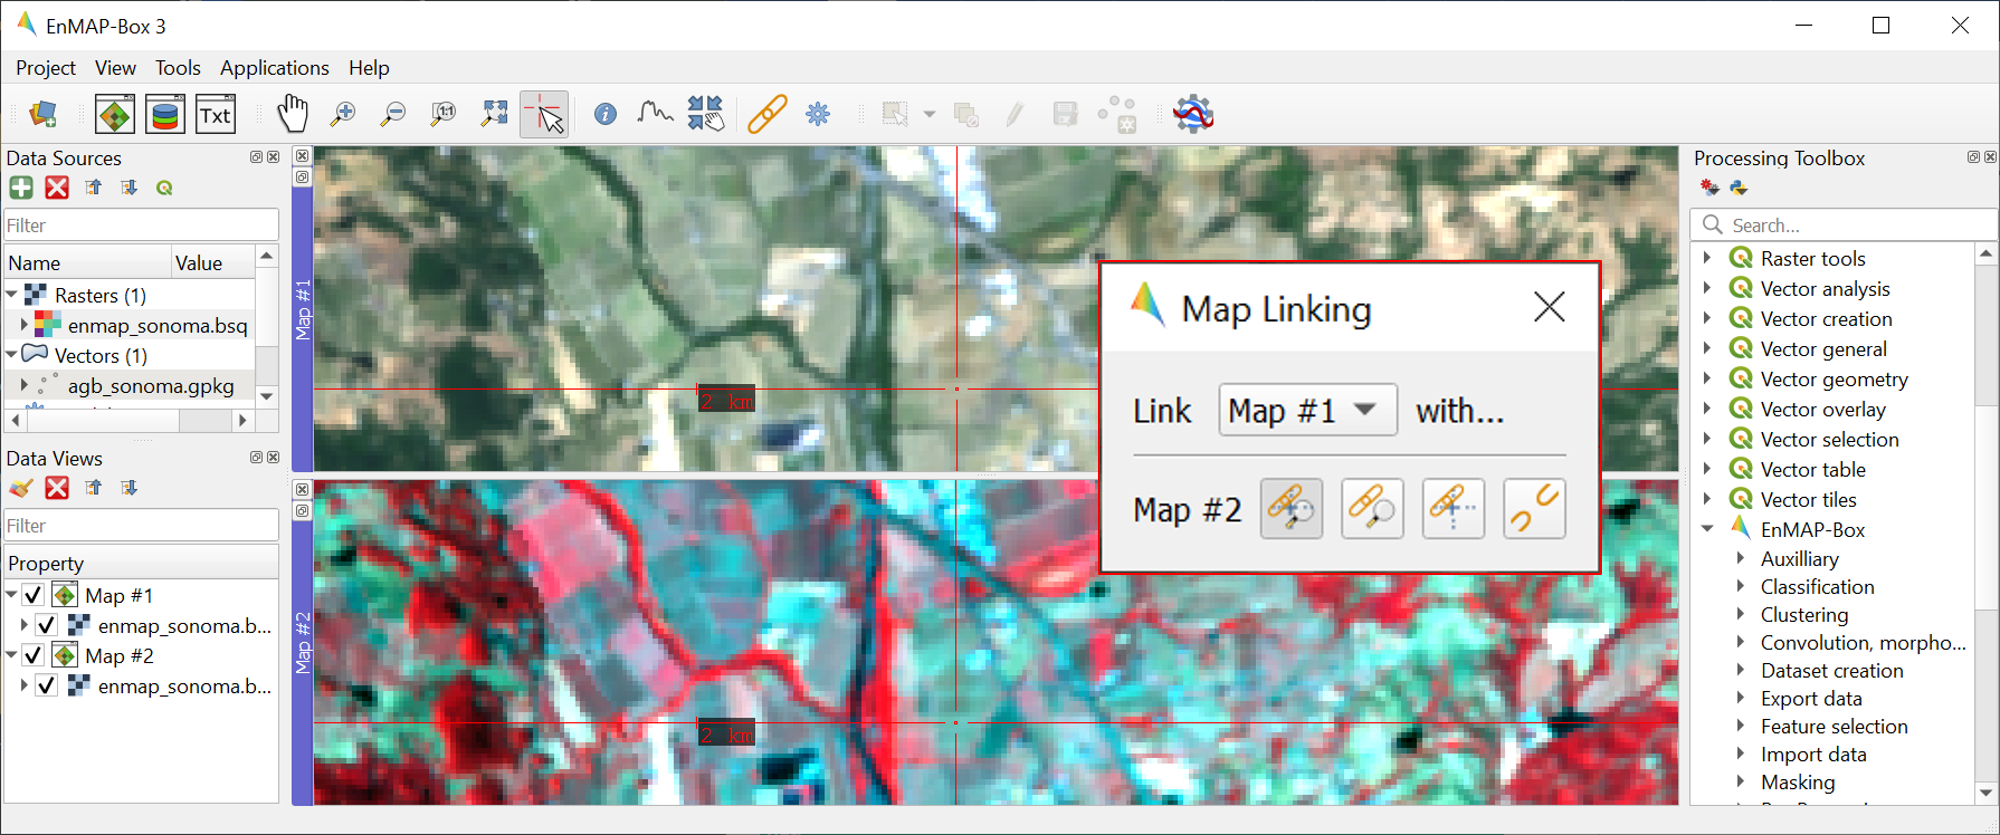 EnMAP-Box 3
Project View Tools Applications Help
Txt 1:1
Data Sources
Filter
Name Value
Rasters (1)
enmap_sonoma.bsq
Vectors (1)
agb_sonoma.gpkg
Data Views
Filter
Property
Map #1
enmap_sonoma.b...
Map #2
enmap_sonoma.b...
Map #1
2 km
Map #2
2 km
Map Linking
Link Map #1 with...
Map #2
Processing Toolbox
Search...
Raster tools
Vector analysis
Vector creation
Vector general
Vector geometry
Vector overlay
Vector selection
Vector table
Vector tiles
EnMAP-Box
Auxilliary
Classification
Clustering
Convolution, morpho...
Dataset creation
Export data
Feature selection
Import data
Masking